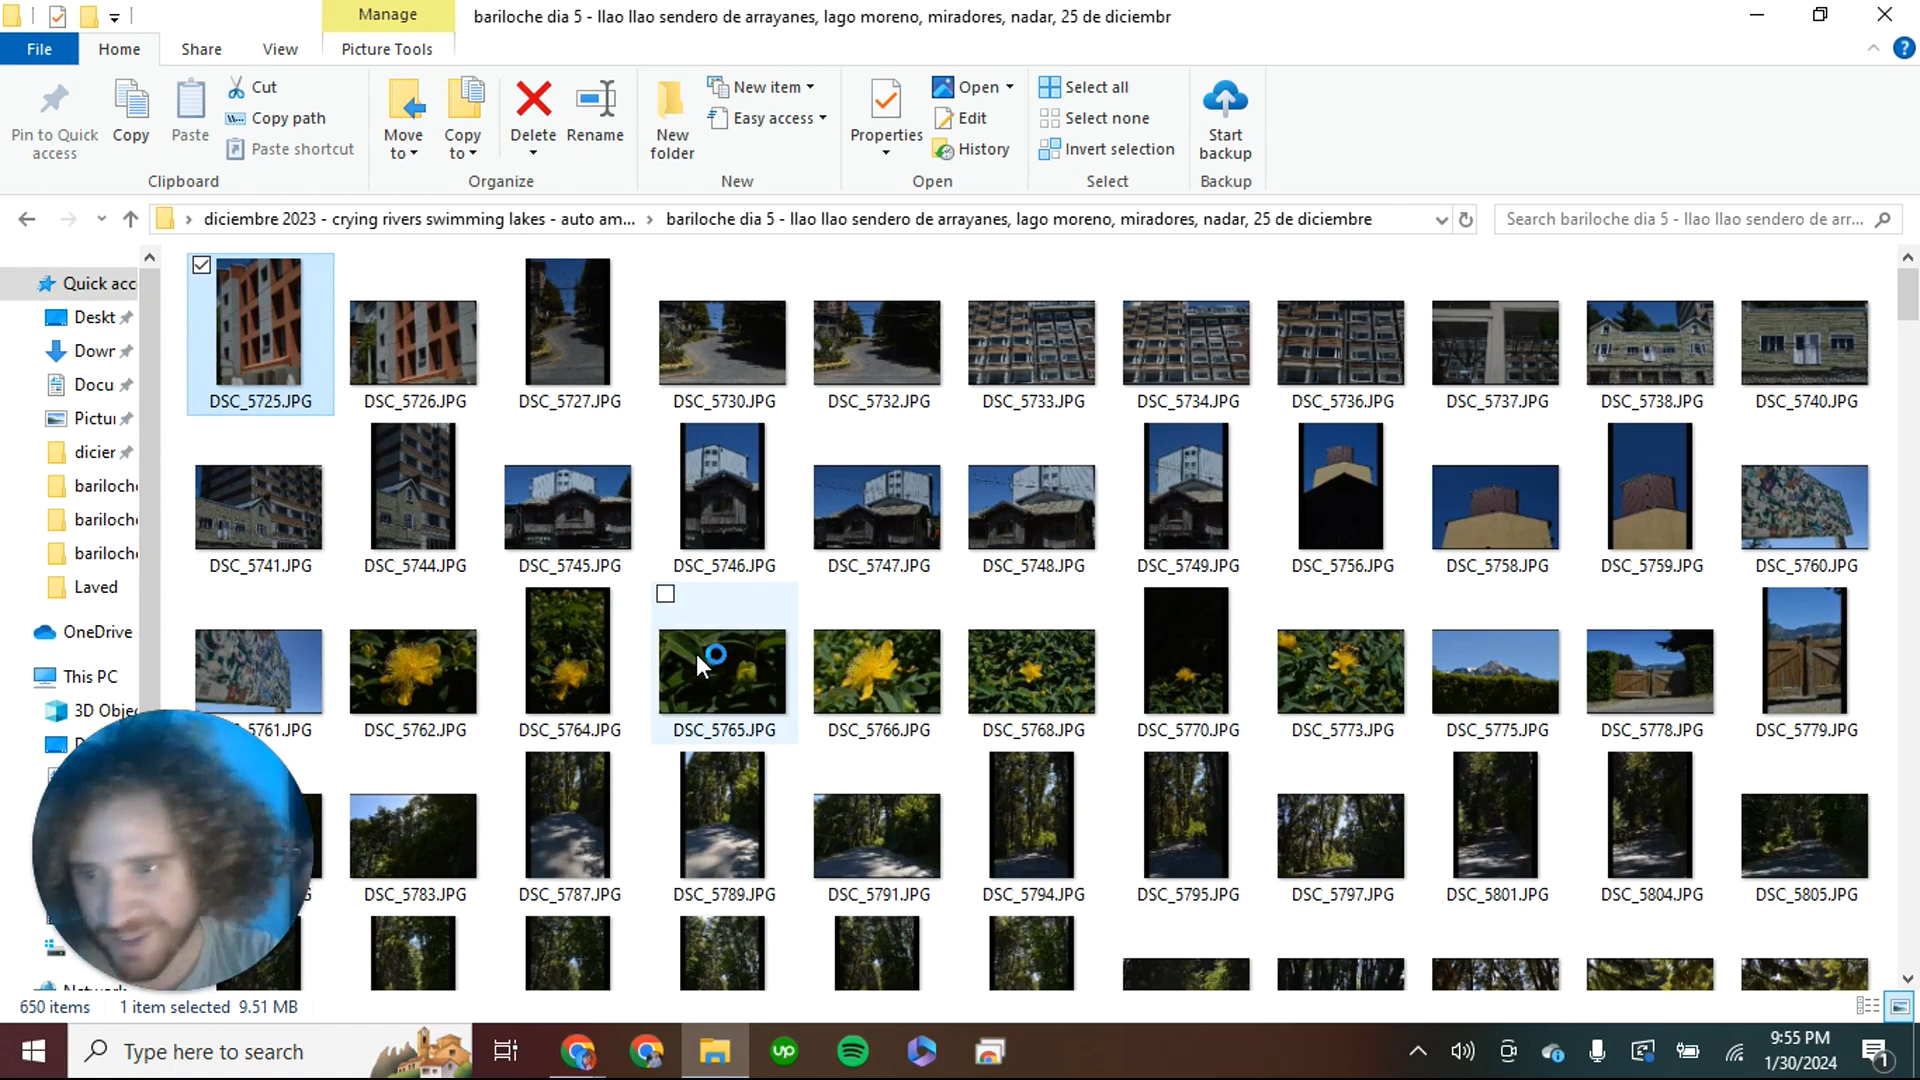 Manage
bariloche dia 5 - llao llao sendero de arrayanes, lago moreno, miradores, nadar, 25 de diciembr
File
Home
Share
View
Picture Tools
Pin to Quick access
Copy
Paste
Cut
Copy path
Paste shortcut
Clipboard
Move to
Copy to
Delete
Rename
Organize
New folder
New item
Easy access
New
Properties
Open
Edit
History
Open
Select all
Select none
Invert selection
Select
Start backup
Backup
diciembre 2023 - crying rivers swimming lakes - auto am...
bariloche dia 5 - llao llao sendero de arrayanes, lago moreno, miradores, nadar, 25 de diciembre
Search bariloche dia 5 - llao llao sendero de arr...
Quick acc
Deskt
Dowr
Docu
Pictu
dicier
bariloche
bariloche
bariloche
Laved
OneDrive
This PC
3D Obje
DSC_5725.JPG
DSC_5726.JPG
DSC_5727.JPG
DSC_5730.JPG
DSC_5732.JPG
DSC_5733.JPG
DSC_5734.JPG
DSC_5736.JPG
DSC_5737.JPG
DSC_5738.JPG
DSC_5740.JPG
DSC_5741.JPG
DSC_5744.JPG
DSC_5745.JPG
DSC_5746.JPG
DSC_5747.JPG
DSC_5748.JPG
DSC_5749.JPG
DSC_5756.JPG
DSC_5758.JPG
DSC_5759.JPG
DSC_5760.JPG
5761.JPG
DSC_5762.JPG
DSC_5764.JPG
DSC_5765.JPG
DSC_5766.JPG
DSC_5768.JPG
DSC_5770.JPG
DSC_5773.JPG
DSC_5775.JPG
DSC_5778.JPG
DSC_5779.JPG
DSC_5783.JPG
DSC_5787.JPG
DSC_5789.JPG
DSC_5791.JPG
DSC_5794.JPG
DSC_5795.JPG
DSC_5797.JPG
DSC_5801.JPG
DSC_5804.JPG
DSC_5805.JPG
650 items
1 item selected 9.51 MB
Type here to search
up
9:55 PM
1/30/2024
1